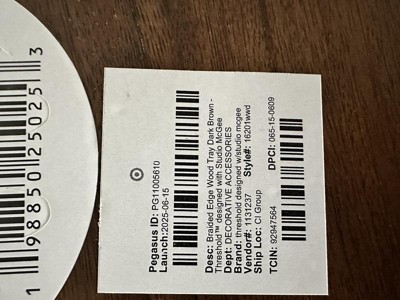 1 98850 25025 3
Pegasus ID: PG11005610
Launch:2025-06-15
Desc: Braided Edge Wood Tray Dark Brown -
Threshold™ designed with Studio McGee
Dept: DECORATIVE ACCESSORIES
Brand: threshold designed w/studio mcgee
Vendor#: 1131237 Style#: 16201wwd
Ship Loc: CI Group
TCIN: 92947564 DPCI: 065-15-0609